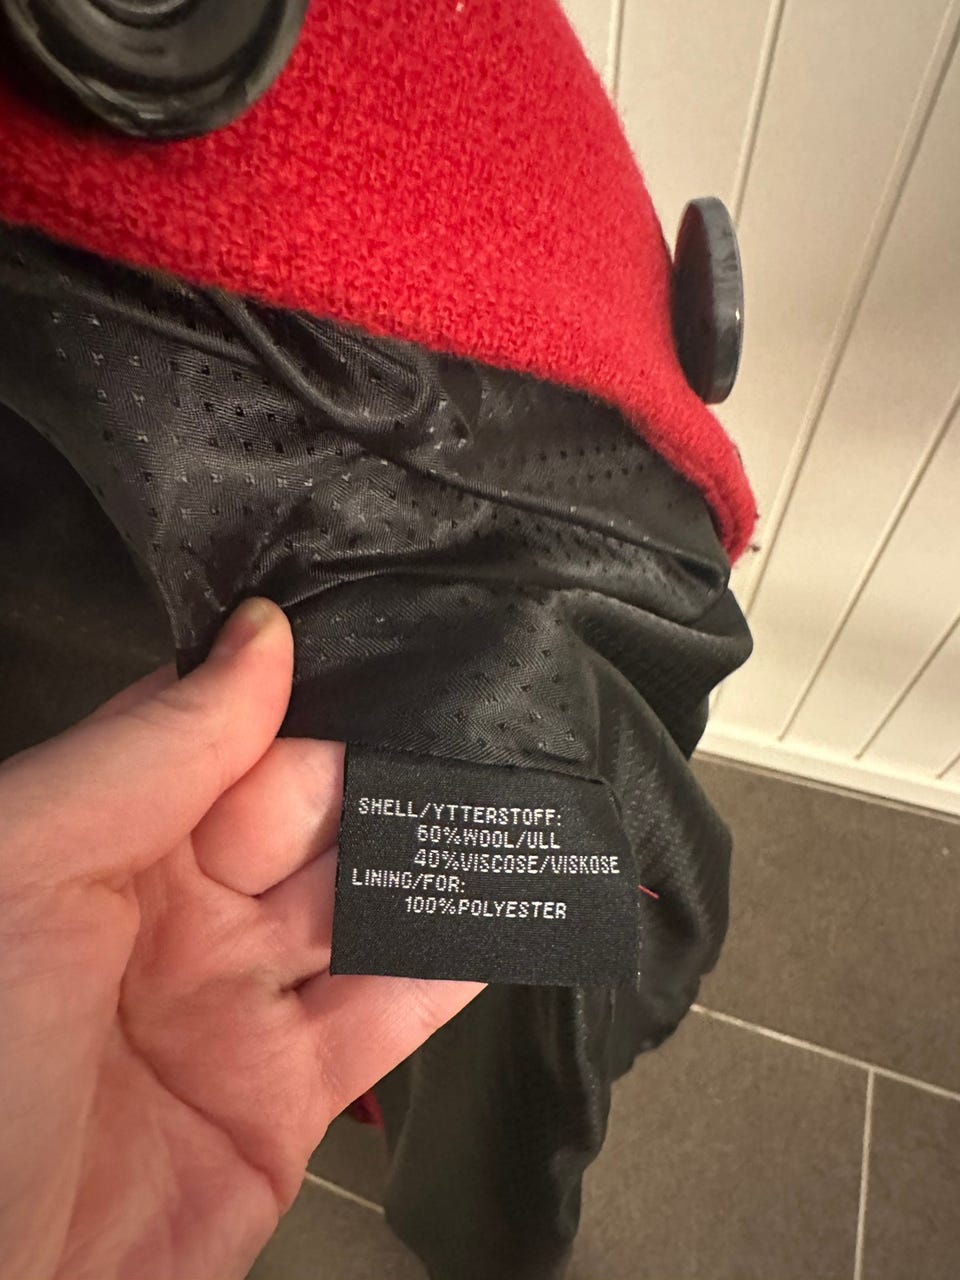 SHELL/YTTERSTOFF:
60%WOOL/ULL
40%VISCOSE/VISKOSE
LINING/FOR:
100%POLYESTER